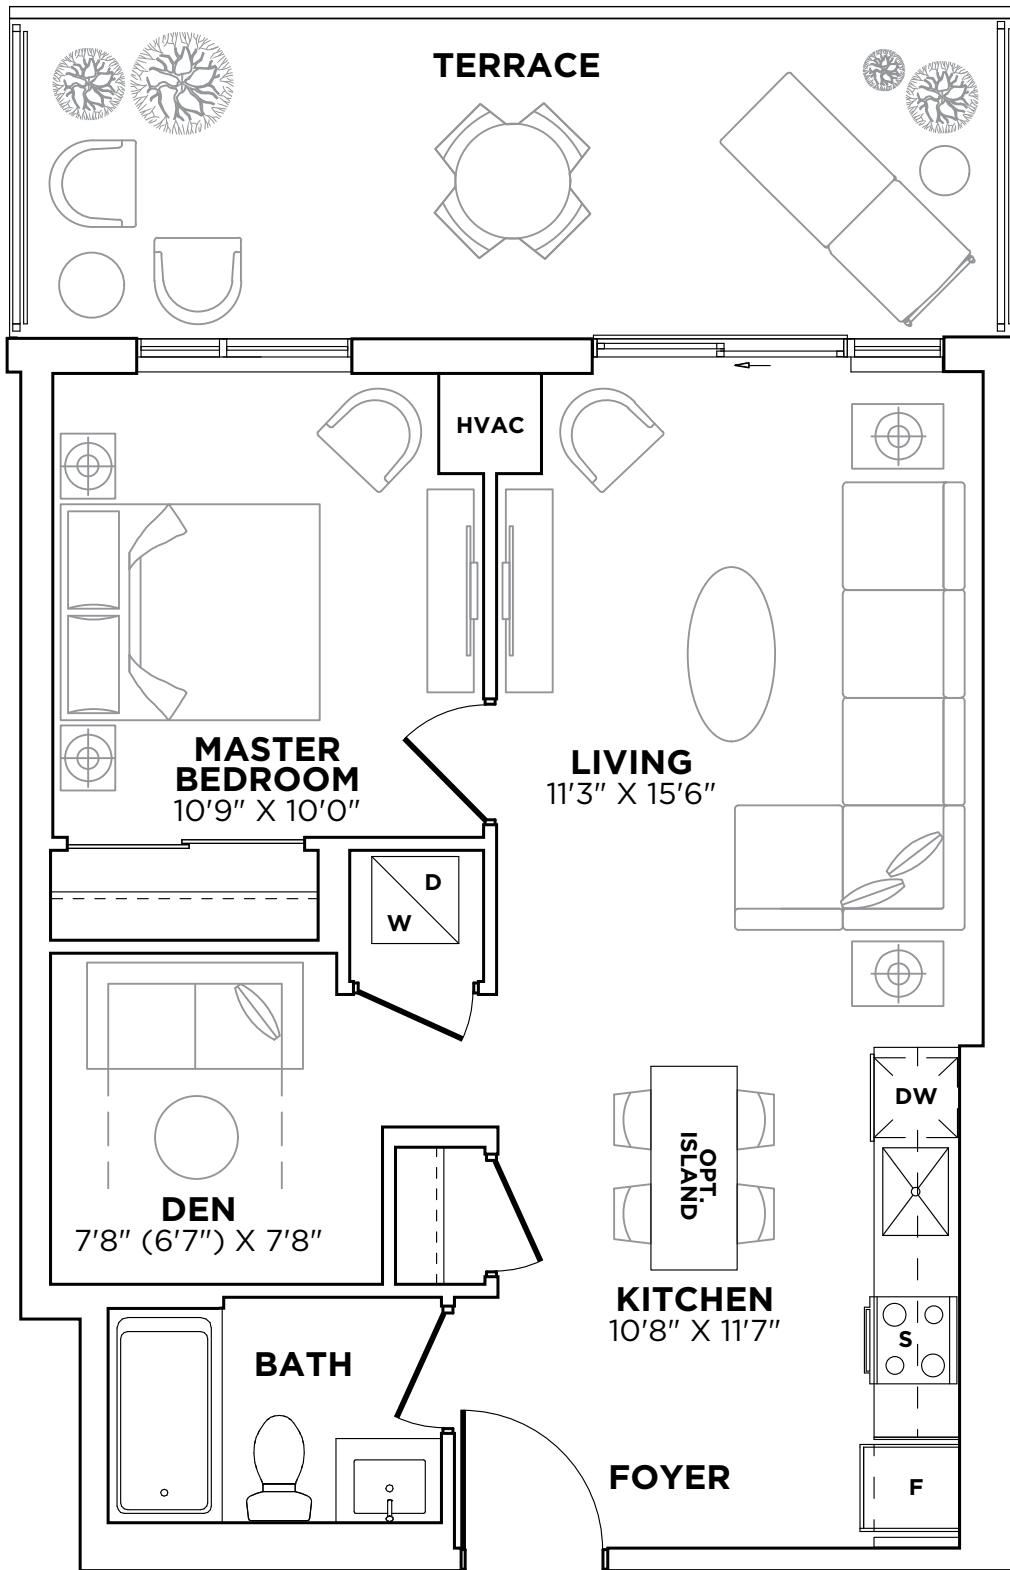 TERRACE
HVAC
MASTER
BEDROOM
10'9" X 10'0"
LIVING
11'3" X 15'6"
D
W
DW
OPT.
ISLAND
DEN
7'8" (6'7") X 7'8"
KITCHEN
10'8" X 11'7"
S
BATH
FOYER
F